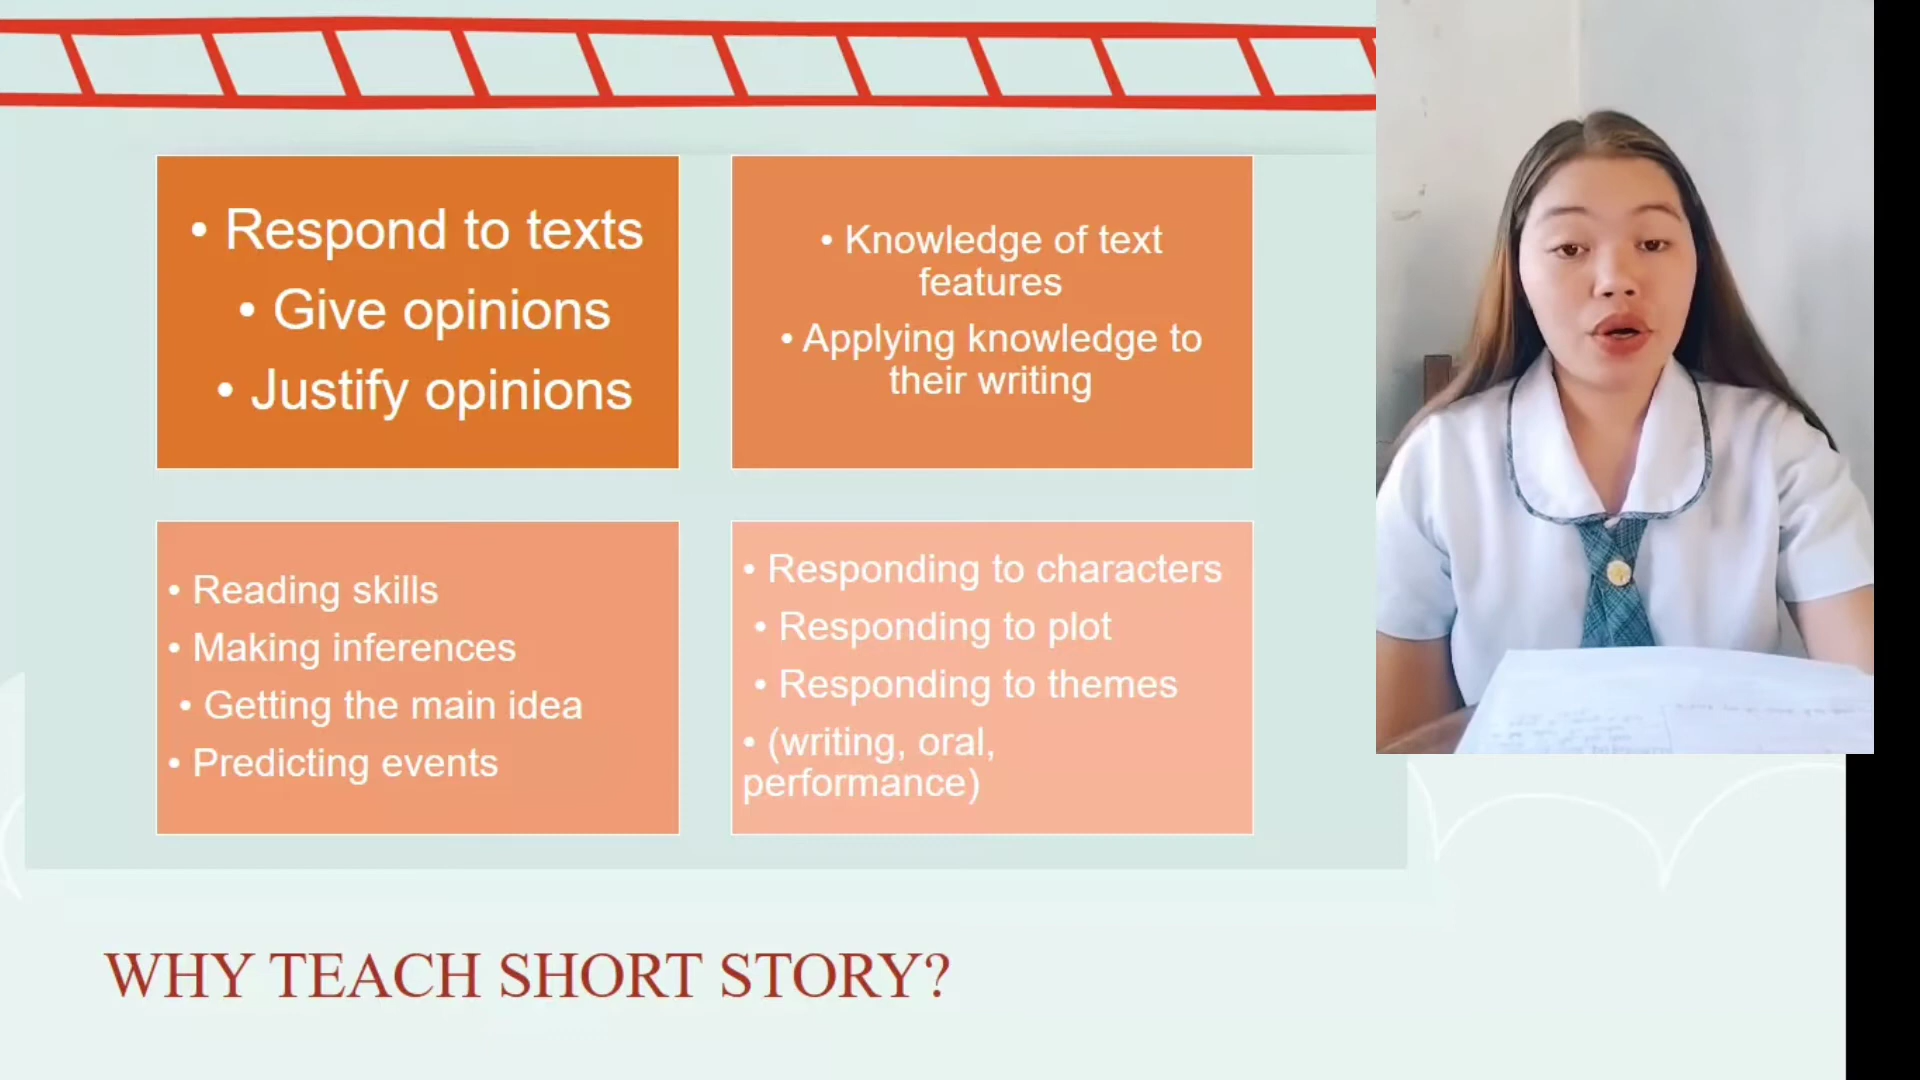 • Respond to texts
• Give opinions
• Justify opinions
• Knowledge of text
features
• Applying knowledge to
their writing
• Reading skills
• Making inferences
• Getting the main idea
• Predicting events
• Responding to characters
• Responding to plot
• Responding to themes
• (writing, oral,
performance)
WHY TEACH SHORT STORY?